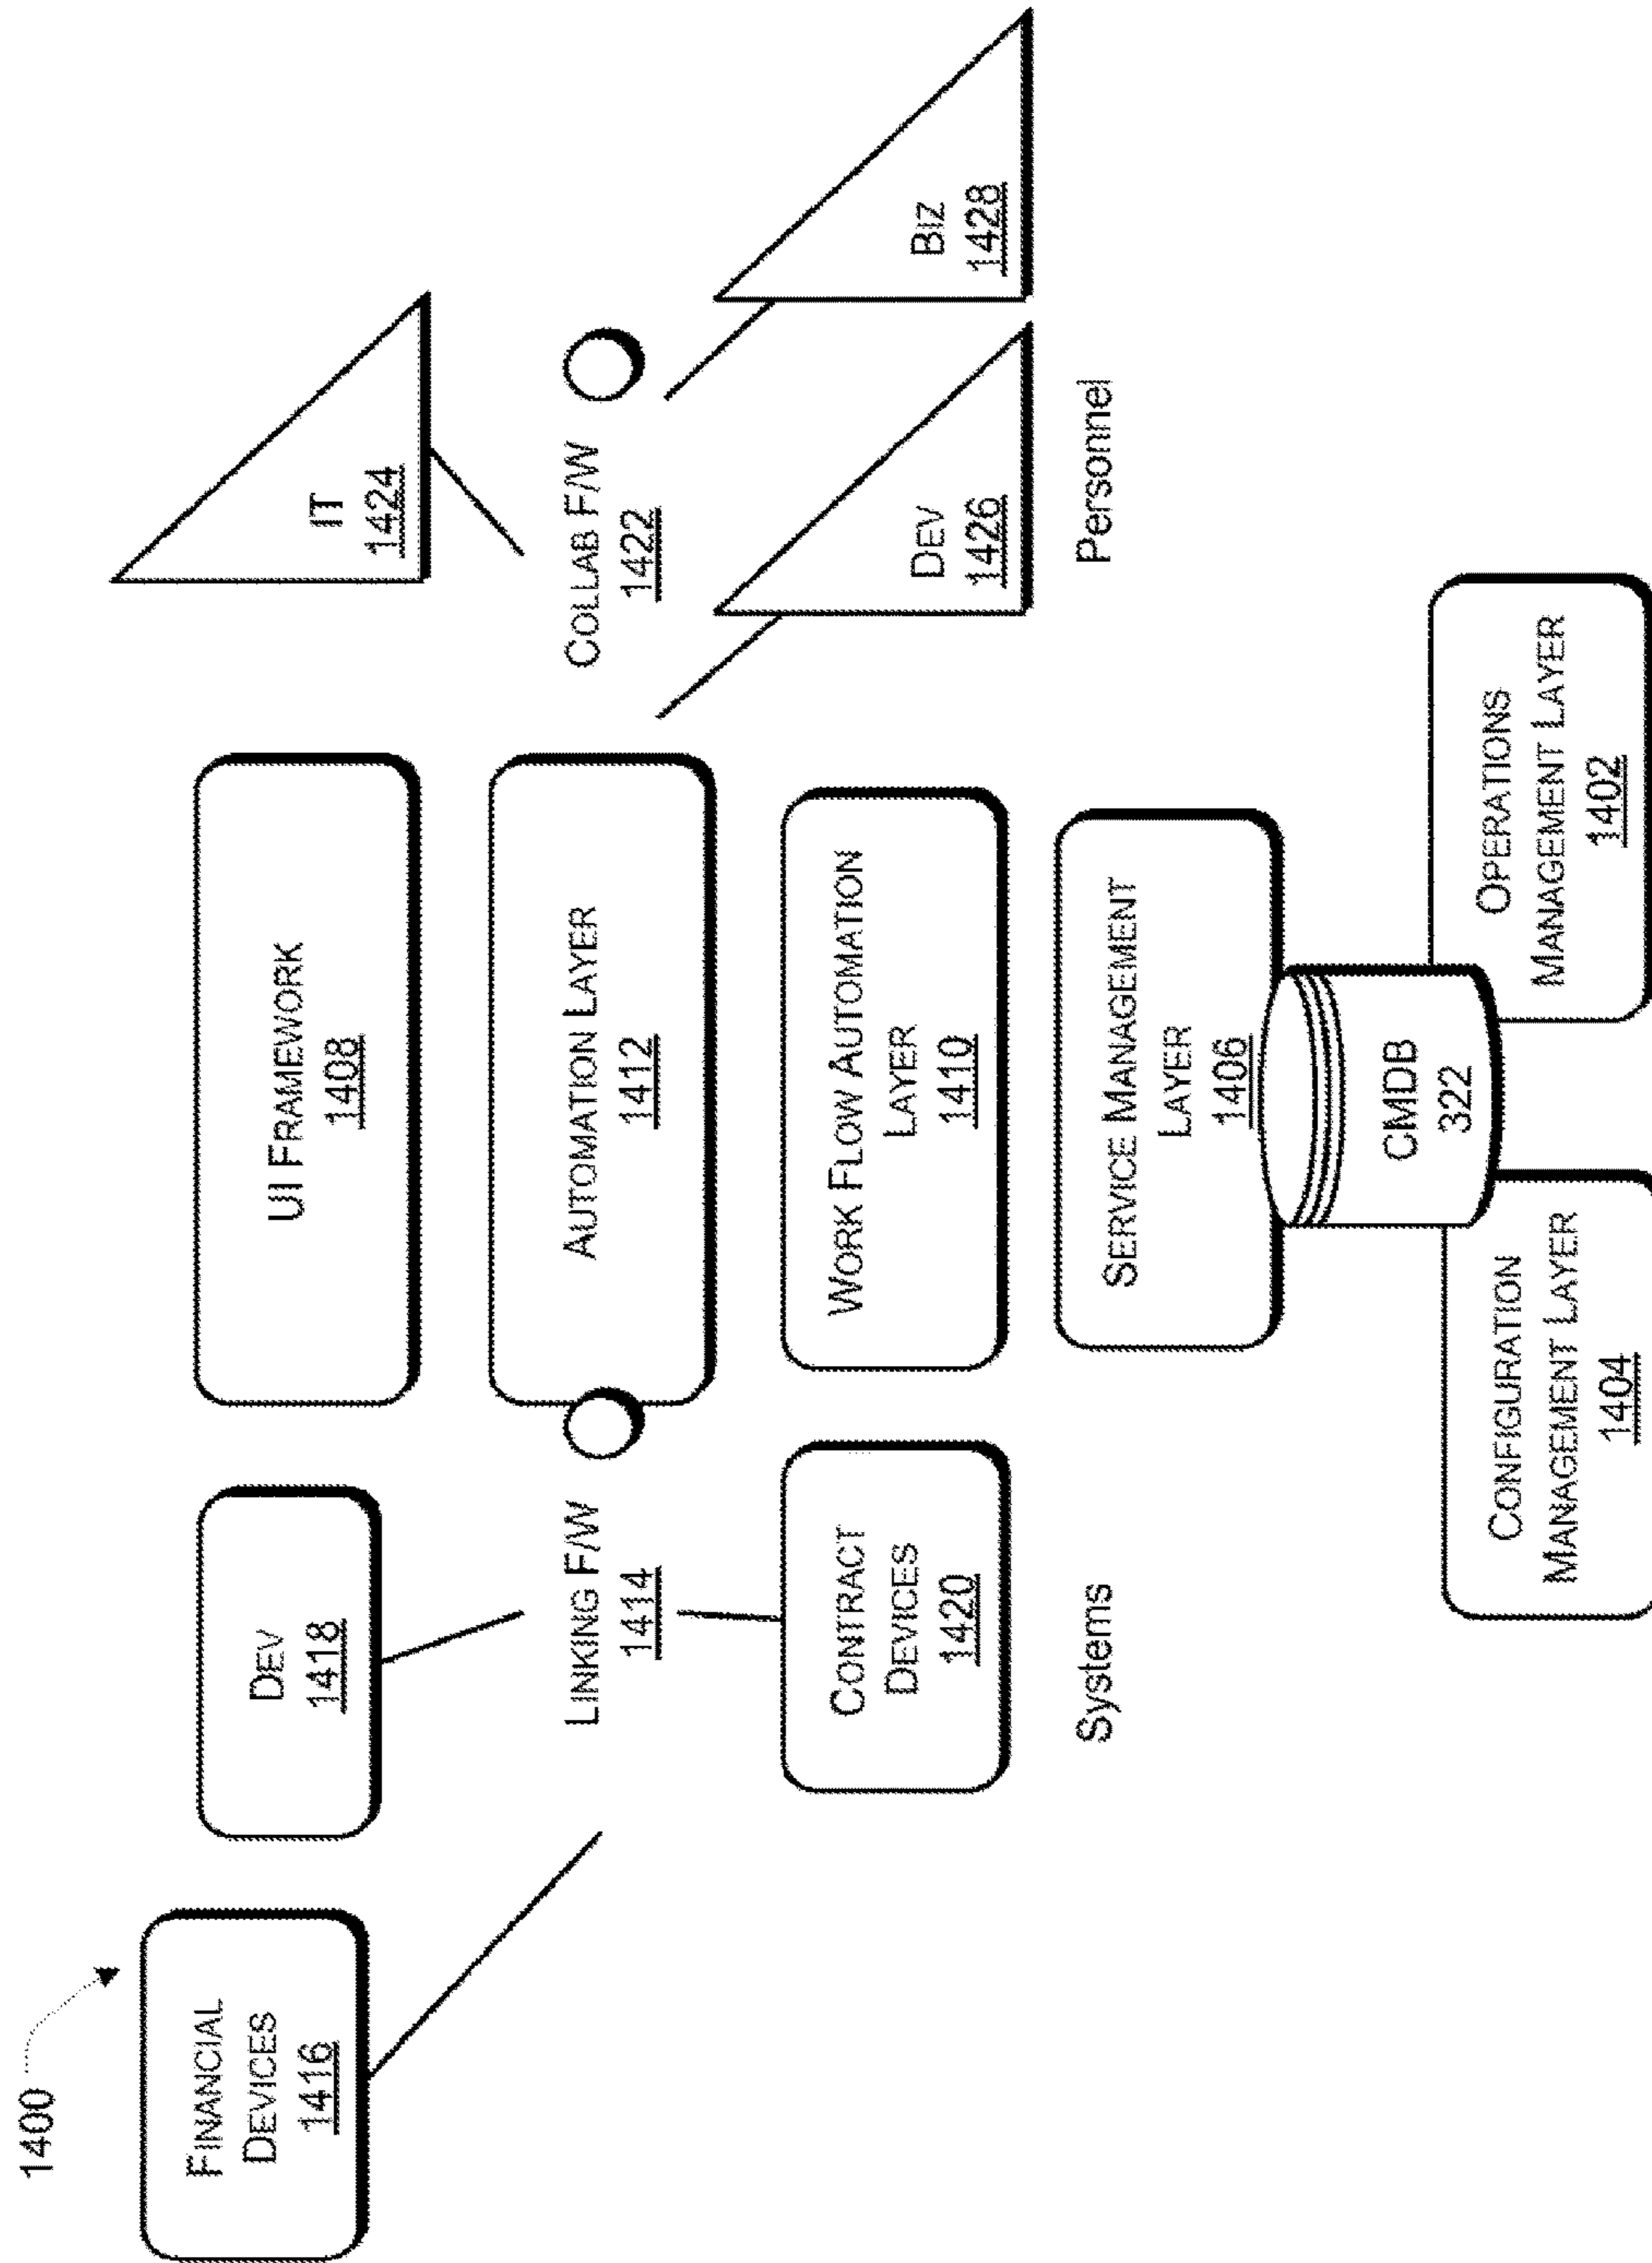 1400
FINANCIAL
DEVICES
1416
DEV
1418
UI FRAMEWORK
1408
IT
1424
LINKING F/W
1414
AUTOMATION LAYER
1412
COLLAB F/W
1422
CONTRACT
DEVICES
1420
WORK FLOW AUTOMATION
LAYER
1410
DEV
1426
BIZ
1428
Systems
SERVICE MANAGEMENT
LAYER
1406
Personnel
CMDB
322
CONFIGURATION
MANAGEMENT LAYER
1404
OPERATIONS
MANAGEMENT LAYER
1402